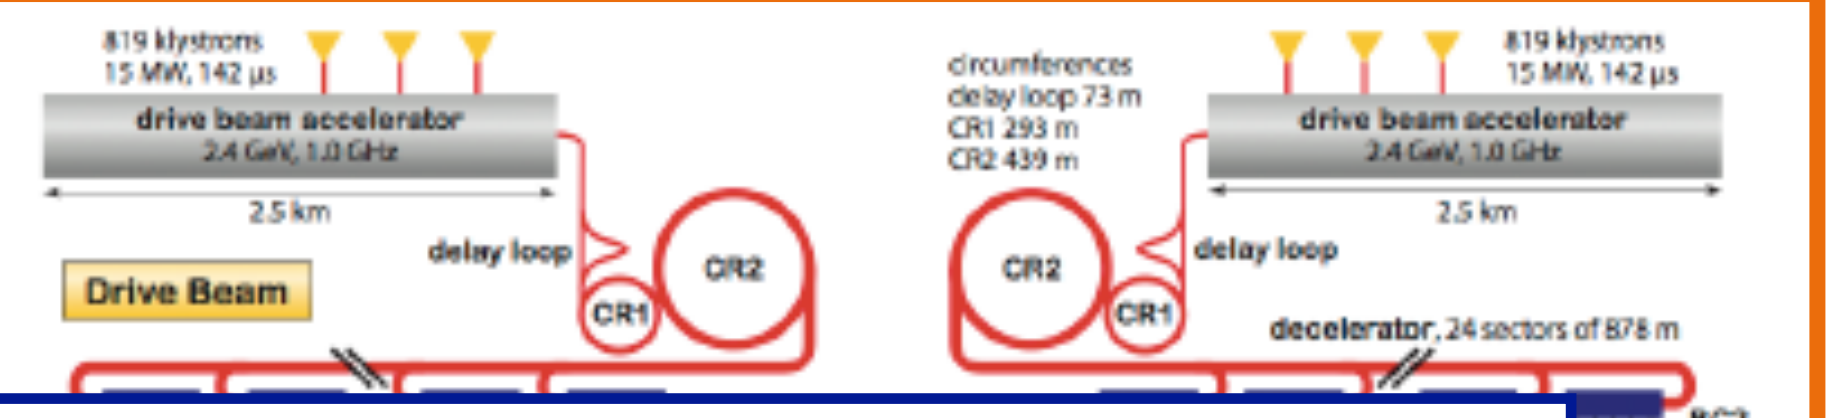 819 klystrons
15 MW, 142 µs
drive beam accelerator
2.4 GeV, 1.0 GHz
2.5 km
delay loop
CR2
CR1
Drive Beam
circumferences
delay loop 73 m
CR1 293 m
CR2 439 m
819 klystrons
15 MW, 142 µs
drive beam accelerator
2.4 GeV, 1.0 GHz
2.5 km
CR2
delay loop
CR1
decelerator, 24 sectors of 878 m